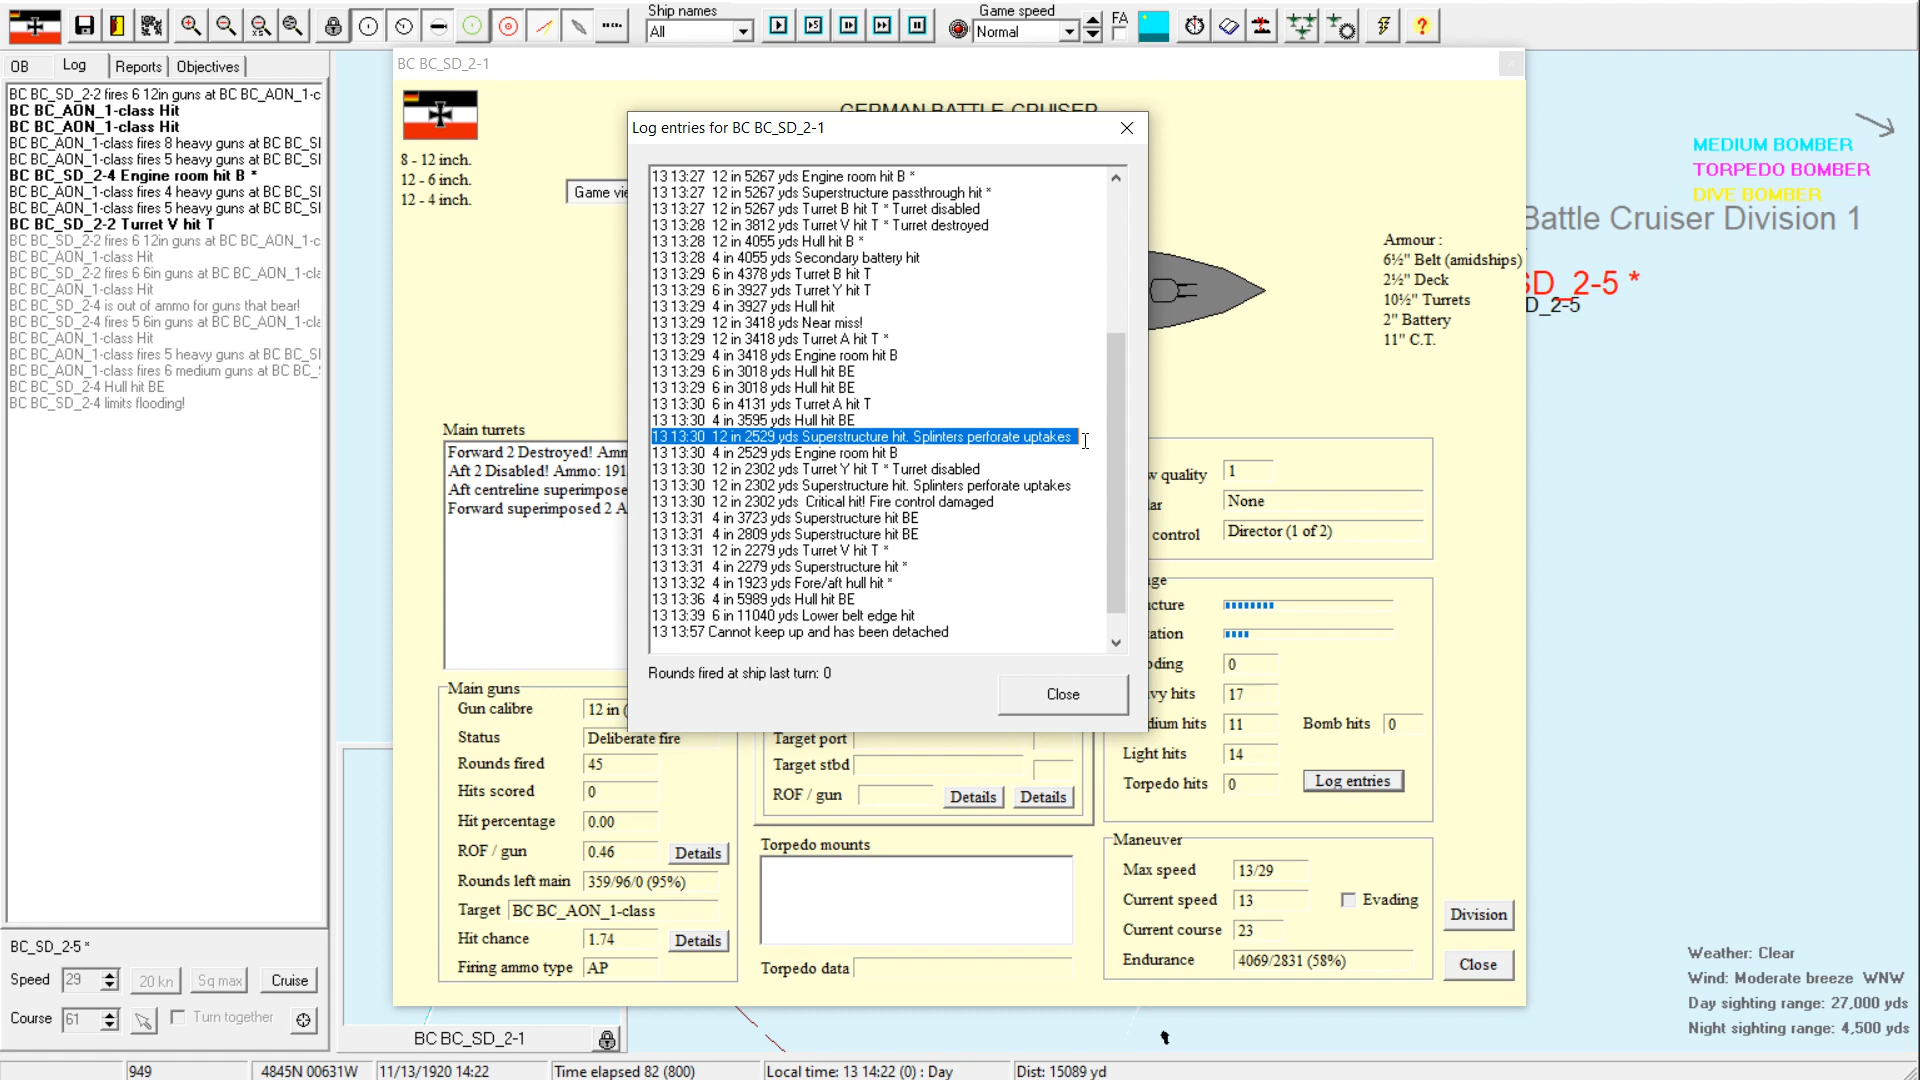 Ship names
All
Game speed
Normal
FA
OB
Log
Reports
Objectives
BC BC_SD_2-2 fires 6 12in guns at BC BC_AON_1-c
BC BC_AON_1-class Hit
BC BC_AON_1-class Hit
BC BC_AON_1-class fires 8 heavy guns at BC BC_SI
BC BC_AON_1-class fires 5 heavy guns at BC BC_SI
BC BC_SD_2-4 Engine room hit B *
BC BC_AON_1-class fires 4 heavy guns at BC BC_SI
BC BC_AON_1-class fires 5 heavy guns at BC BC_SI
BC BC_SD_2-2 Turret V hit T
BC BC_SD_2-2 fires 6 12in guns at BC BC_AON_1-c
BC BC_AON_1-class Hit
BC BC_SD_2-2 fires 6 6in guns at BC BC_AON_1-cla
BC BC_AON_1-class Hit
BC BC_SD_2-4 is out of ammo for guns that bear!
BC BC_SD_2-4 fires 5 6in guns at BC BC_AON_1-cla
BC BC_AON_1-class Hit
BC BC_AON_1-class fires 5 heavy guns at BC BC_SI
BC BC_AON_1-class fires 6 medium guns at BC BC_
BC BC_SD_2-4 Hull hit BE
BC BC_SD_2-4 limits flooding!
BC_SD_2-5 *
Speed 29
20 kn
Sq max
Cruise
Course 61
Turn together
BC BC_SD_2-1
GERMAN BATTLE CRUISER
8 - 12 inch.
12 - 6 inch.
12 - 4 inch.
Game vie
Armour :
6½" Belt (amidships)
2½" Deck
10½" Turrets
2" Battery
11" C.T.
Main turrets
Forward 2 Destroyed! Amn
Aft 2 Disabled! Ammo: 191
Aft centreline superimpose
Forward superimposed 2 A
Log entries for BC BC_SD_2-1
13 13:27 12 in 5267 yds Engine room hit B *
13 13:27 12 in 5267 yds Superstructure passthrough hit *
13 13:27 12 in 5267 yds Turret B hit T * Turret disabled
13 13:28 12 in 3812 yds Turret V hit T * Turret destroyed
13 13:28 12 in 4055 yds Hull hit B *
13 13:28 4 in 4055 yds Secondary battery hit
13 13:29 6 in 4378 yds Turret B hit T
13 13:29 6 in 3927 yds Turret Y hit T
13 13:29 4 in 3927 yds Hull hit
13 13:29 12 in 3418 yds Near miss!
13 13:29 12 in 3418 yds Turret A hit T *
13 13:29 4 in 3418 yds Engine room hit B
13 13:29 6 in 3018 yds Hull hit BE
13 13:29 6 in 3018 yds Hull hit BE
13 13:30 6 in 4131 yds Turret A hit T
13 13:30 4 in 3595 yds Hull hit BE
13 13:30 12 in 2529 yds Superstructure hit. Splinters perforate uptakes
13 13:30 4 in 2529 yds Engine room hit B
13 13:30 12 in 2302 yds Turret Y hit T * Turret disabled
13 13:30 12 in 2302 yds Superstructure hit. Splinters perforate uptakes
13 13:30 12 in 2302 yds Critical hit! Fire control damaged
13 13:31 4 in 3723 yds Superstructure hit BE
13 13:31 4 in 2809 yds Superstructure hit BE
13 13:31 12 in 2279 yds Turret V hit T *
13 13:31 4 in 2279 yds Superstructure hit *
13 13:32 4 in 1923 yds Fore/aft hull hit *
13 13:36 4 in 5989 yds Hull hit BE
13 13:39 6 in 11040 yds Lower belt edge hit
13 13:57 Cannot keep up and has been detached
Rounds fired at ship last turn: 0
Close
w quality 1
ar None
control Director (1 of 2)
ge
cture
ation
ding 0
vy hits 17
dium hits 11
Bomb hits 0
Light hits 14
Torpedo hits 0
Log entries
Main guns
Gun calibre 12 in (
Status Deliberate fire
Rounds fired 45
Hits scored 0
Hit percentage 0.00
ROF / gun 0.46
Details
Rounds left main 359/96/0 (95%)
Target BC BC_AON_1-class
Hit chance 1.74
Details
Firing ammo type AP
Target port
Target stbd
ROF / gun
Details
Details
Torpedo mounts
Torpedo data
Maneuver
Max speed 13/29
Current speed 13
Evading
Current course 23
Endurance 4069/2831 (58%)
Division
Close
MEDIUM BOMBER
TORPEDO BOMBER
DIVE BOMBER
Battle Cruiser Division 1
SD_2-5 *
D_2-5
Weather: Clear
Wind: Moderate breeze WNW
Day sighting range: 27,000 yds
Night sighting range: 4,500 yds
BC BC_SD_2-1
949
4845N 00631W
11/13/1920 14:22
Time elapsed 82 (800)
Local time: 13 14:22 (0) : Day
Dist: 15089 yd